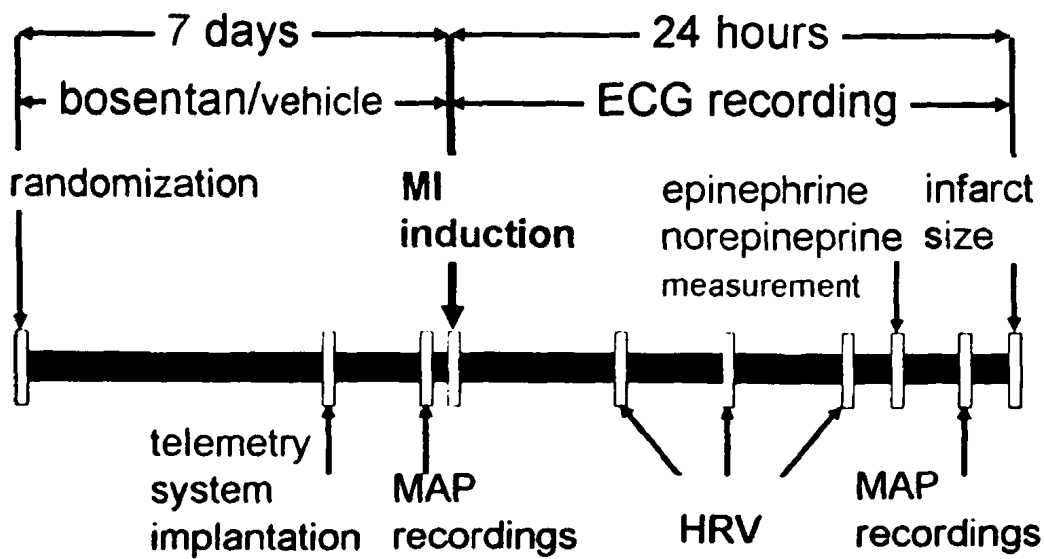 7 days
24 hours
bosentan/vehicle
ECG recording
randomization
MI
induction
epinephrine
norepineprine
measurement
infarct
size
telemetry
system
implantation
MAP
recordings
HRV
MAP
recordings